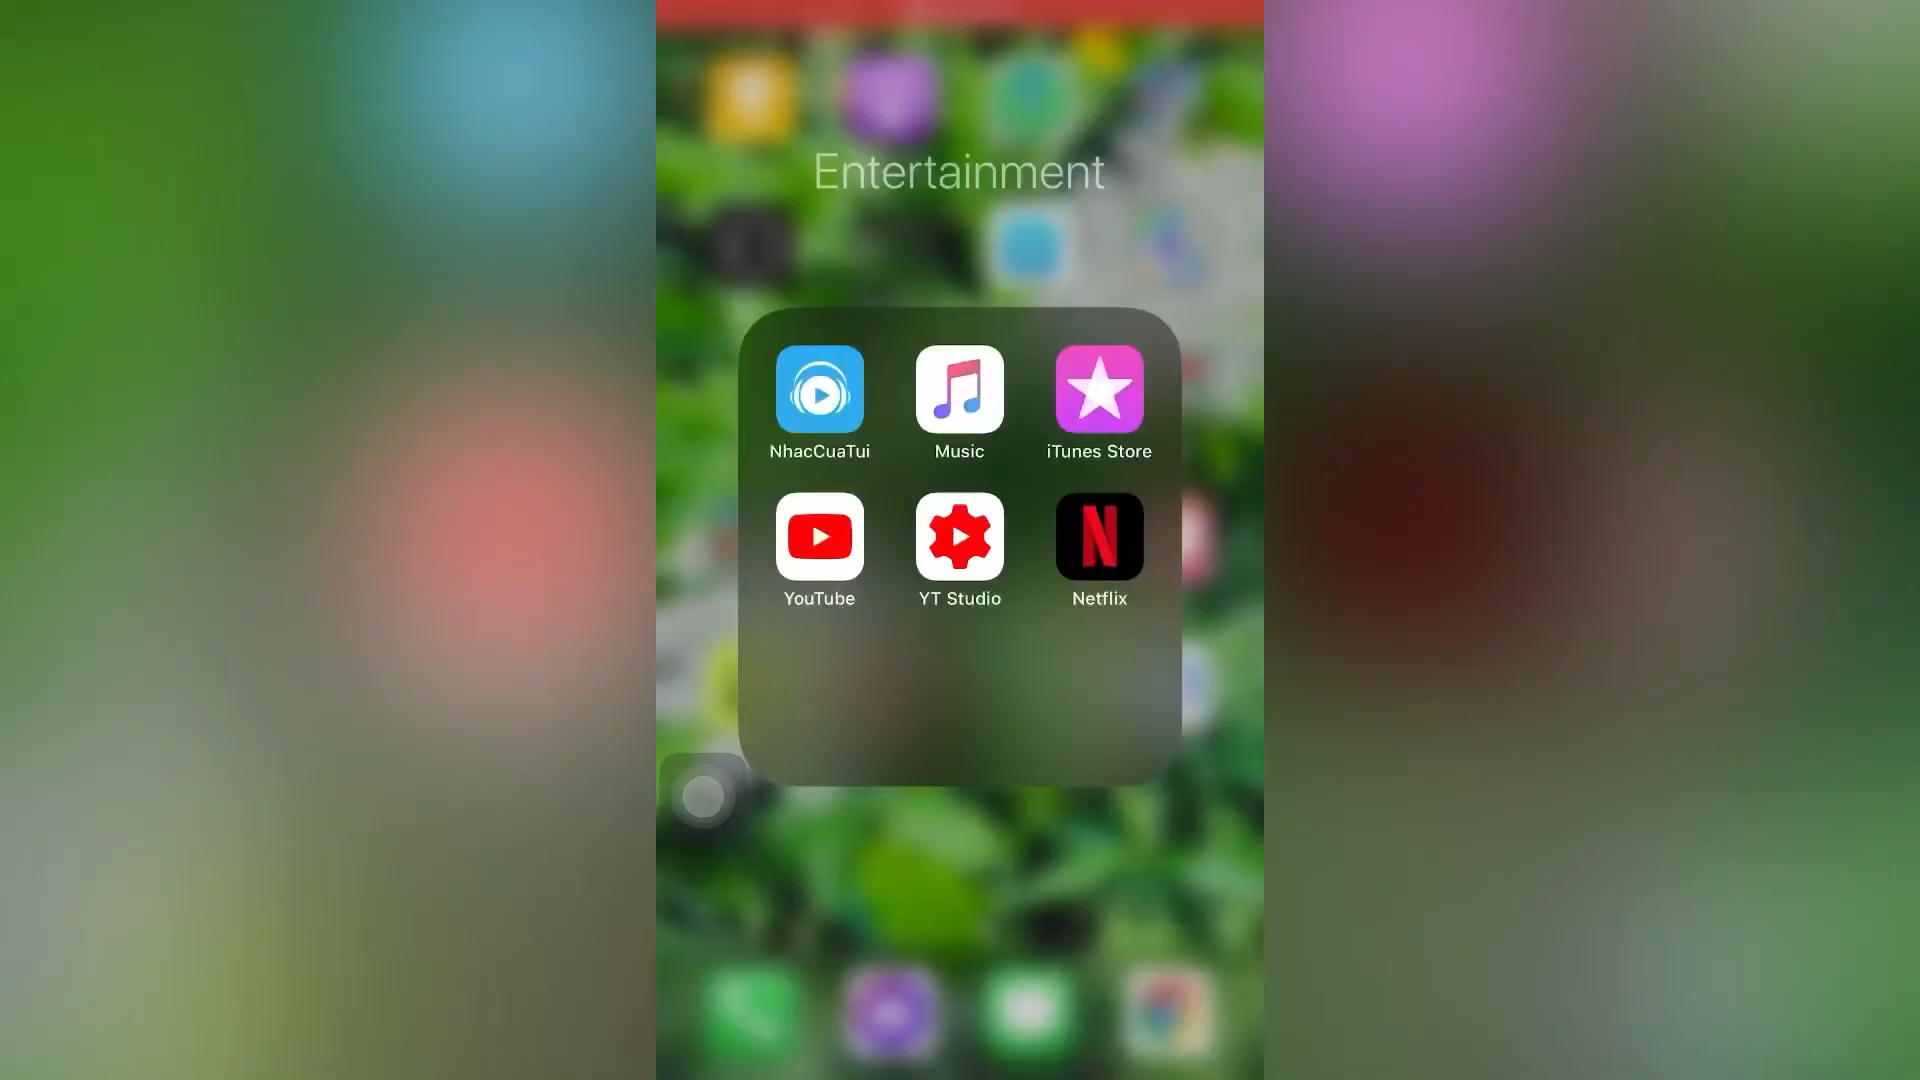 Entertainment
NhacCuaTui
Music
iTunes Store
YouTube
YT Studio
Netflix